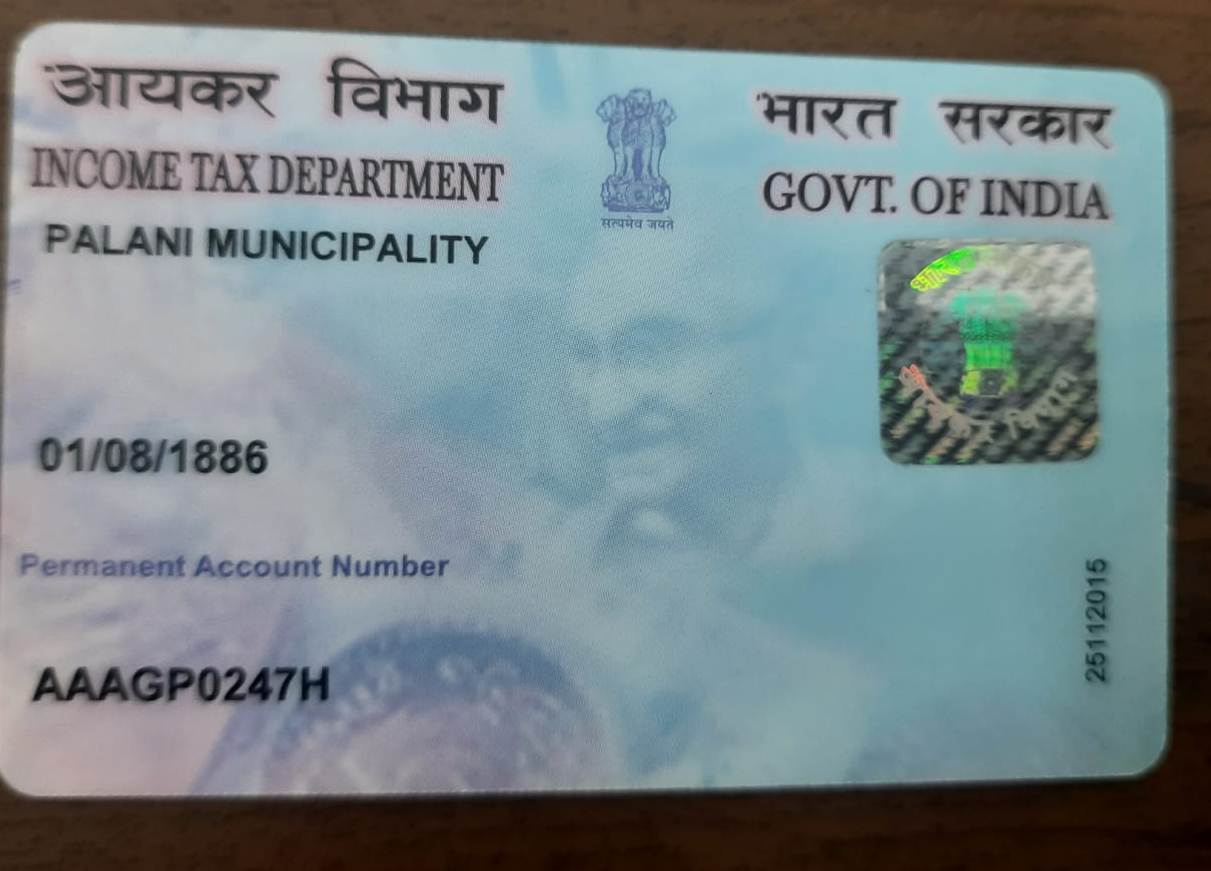 आयकर विभाग
INCOME TAX DEPARTMENT
सत्यमेव जयते
भारत सरकार
GOVT. OF INDIA
PALANI MUNICIPALITY
01/08/1886
Permanent Account Number
AAAGP0247H
25112015